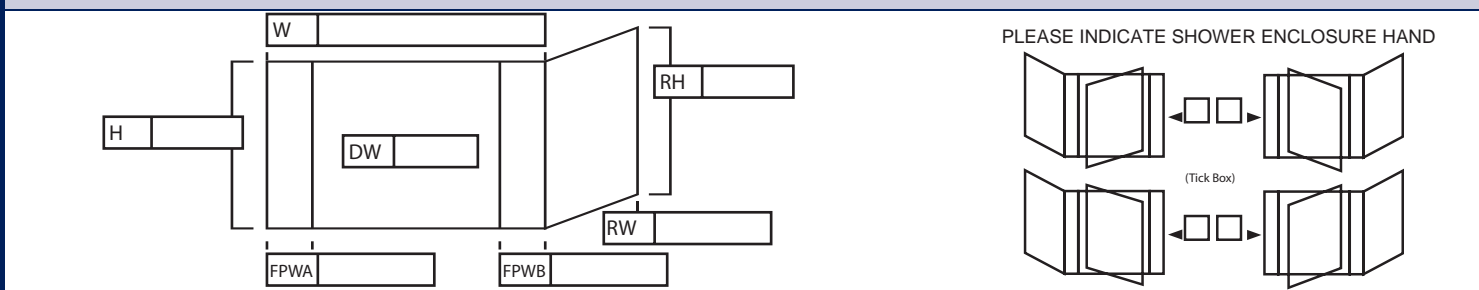 W
H
DW
RH
RW
FPWA
FPWB
PLEASE INDICATE SHOWER ENCLOSURE HAND
(Tick Box)